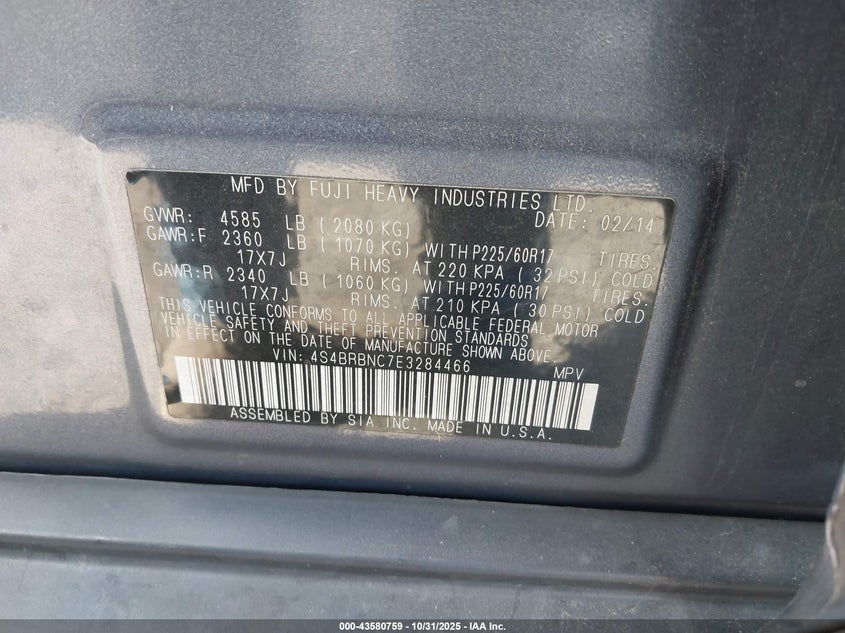 MFD BY FUJI HEAVY INDUSTRIES LTD.
GVWR: 4585 LB ( 2080 KG) DATE: 02/14
GAWR:F 2360 LB ( 1070 KG) WITH P225/60R17 TIRES.
17X7J RIMS. AT 220 KPA ( 32 PSI) COLD
GAWR:R 2340 LB ( 1060 KG) WITH P225/60R17 TIRES.
17X7J RIMS. AT 210 KPA ( 30 PSI) COLD
THIS VEHICLE CONFORMS TO ALL APPLICABLE FEDERAL MOTOR
VEHICLE SAFETY AND THEFT PREVENTION STANDARDS
IN EFFECT ON THE DATE OF MANUFACTURE SHOWN ABOVE.
VIN: 4S4BRBNC7E3284466 MPV
ASSEMBLED BY SIA INC. MADE IN U.S.A.
000-43580759 - 10/31/2025 - IAA Inc.